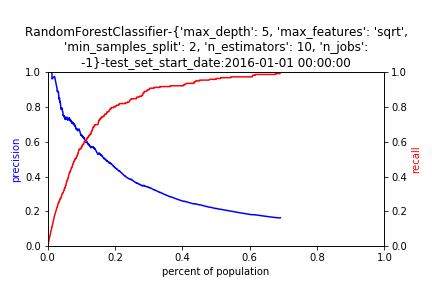 RandomForestClassifier-{'max_depth': 5, 'max_features': 'sqrt',
'min_samples_split': 2, 'n_estimators': 10, 'n_jobs':
-1}-test_set_start_date:2016-01-01 00:00:00
1.0
0.8
0.6
0.4
0.2
0.0
precision
1.0
0.8
0.6
0.4
0.2
0.0
recall
0.0 0.2 0.4 0.6 0.8 1.0
percent of population